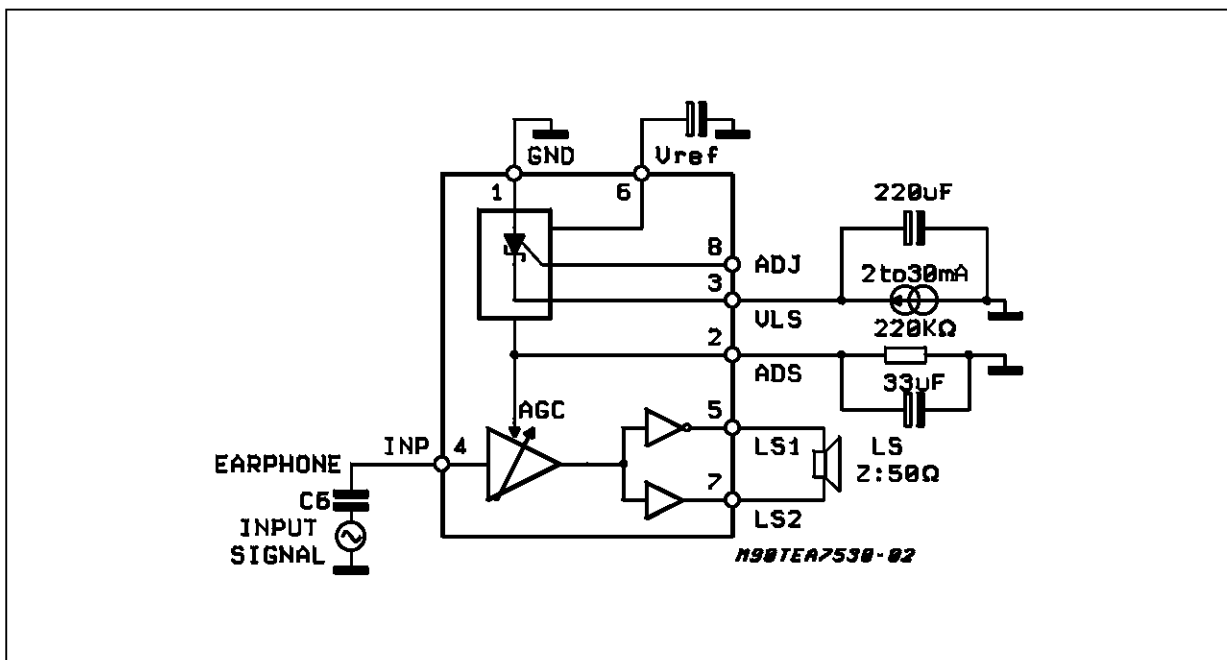 GND
Vref
1
6
220uF
8
ADJ
2to30mA
3
VLS
220KΩ
2
ADS
33uF
AGC
5
INP 4
LS1
LS
EARPHONE
Z:50Ω
7
C6
LS2
INPUT
SIGNAL
M90TEA7530-02